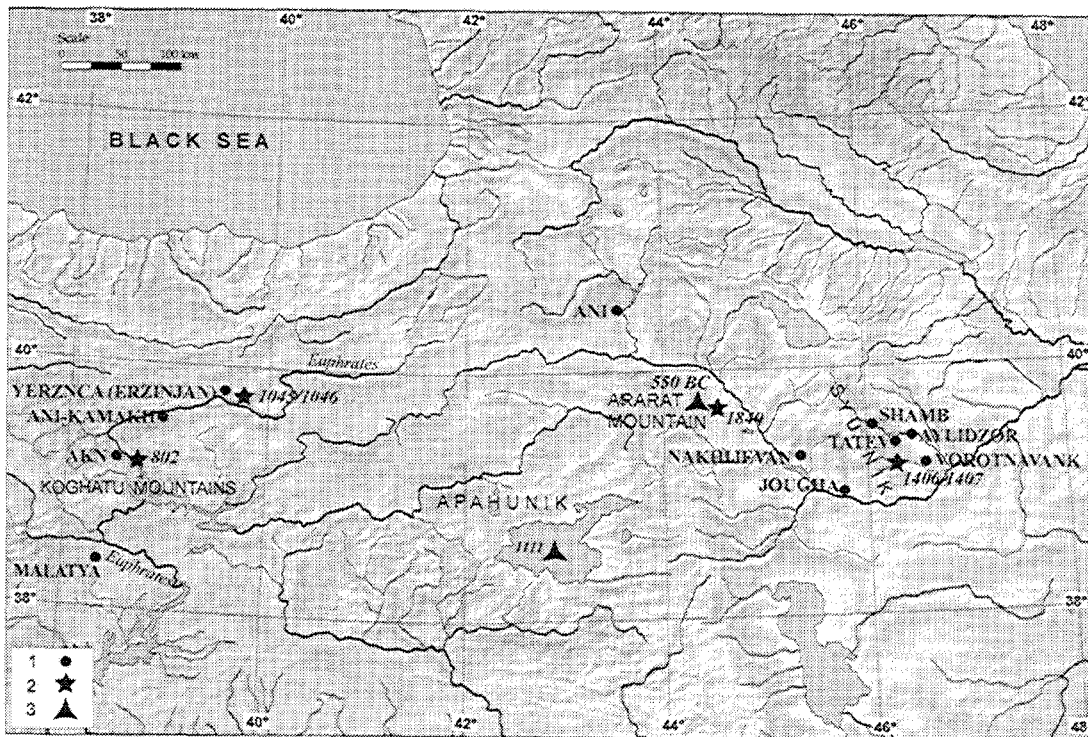 38° 40° 44° 46° 48°
Scale
0 50 100 km
42° 42°
BLACK SEA
ANI
40° 40°
Euphrates
YERZNCA (ERZINJAN) 1045/1046
550 BC
ARARAT
MOUNTAIN
1840
ANI-KAMAKH
SHAMB
TATEV AYLIDZOR
AKN 802
NAKHIJEVAN
VOROTNAVANK
SIUNIK
1406/1407
KOGHATU MOUNTAINS
JOUGHA
APAHUNIK
1111
MALATYA
Euphrates
38° 38°
1
2
3
40° 42° 44° 46° 48